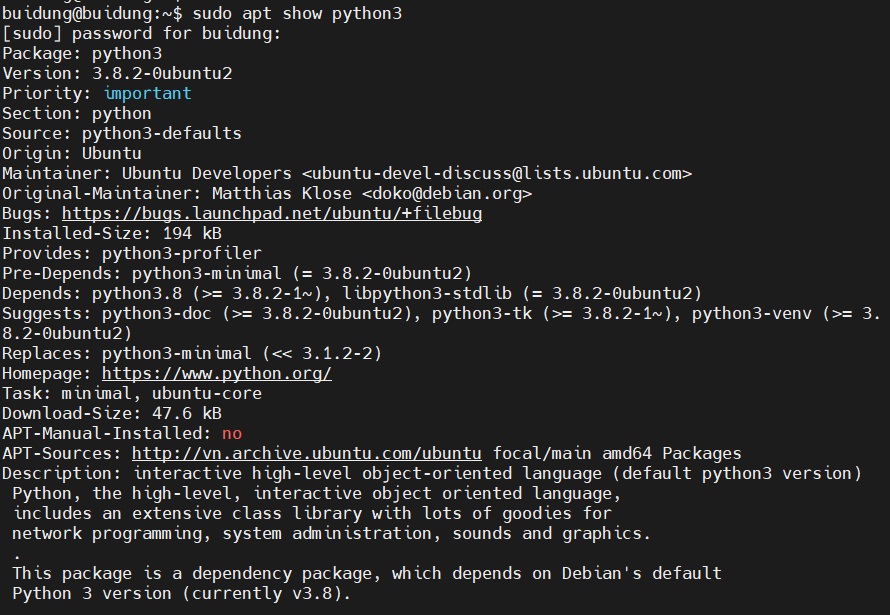 buidung@buidung:~$ sudo apt show python3
[sudo] password for buidung:
Package: python3
Version: 3.8.2-0ubuntu2
Priority: important
Section: python
Source: python3-defaults
Origin: Ubuntu
Maintainer: Ubuntu Developers <ubuntu-devel-discuss@lists.ubuntu.com>
Original-Maintainer: Matthias Klose <doko@debian.org>
Bugs: https://bugs.launchpad.net/ubuntu/+filebug
Installed-Size: 194 kB
Provides: python3-profiler
Pre-Depends: python3-minimal (= 3.8.2-0ubuntu2)
Depends: python3.8 (>= 3.8.2-1~), libpython3-stdlib (= 3.8.2-0ubuntu2)
Suggests: python3-doc (>= 3.8.2-0ubuntu2), python3-tk (>= 3.8.2-1~), python3-venv (>= 3.
8.2-0ubuntu2)
Replaces: python3-minimal (<< 3.1.2-2)
Homepage: https://www.python.org/
Task: minimal, ubuntu-core
Download-Size: 47.6 kB
APT-Manual-Installed: no
APT-Sources: http://vn.archive.ubuntu.com/ubuntu focal/main amd64 Packages
Description: interactive high-level object-oriented language (default python3 version)
 Python, the high-level, interactive object oriented language,
 includes an extensive class library with lots of goodies for
 network programming, system administration, sounds and graphics.
 .
 This package is a dependency package, which depends on Debian's default
 Python 3 version (currently v3.8).